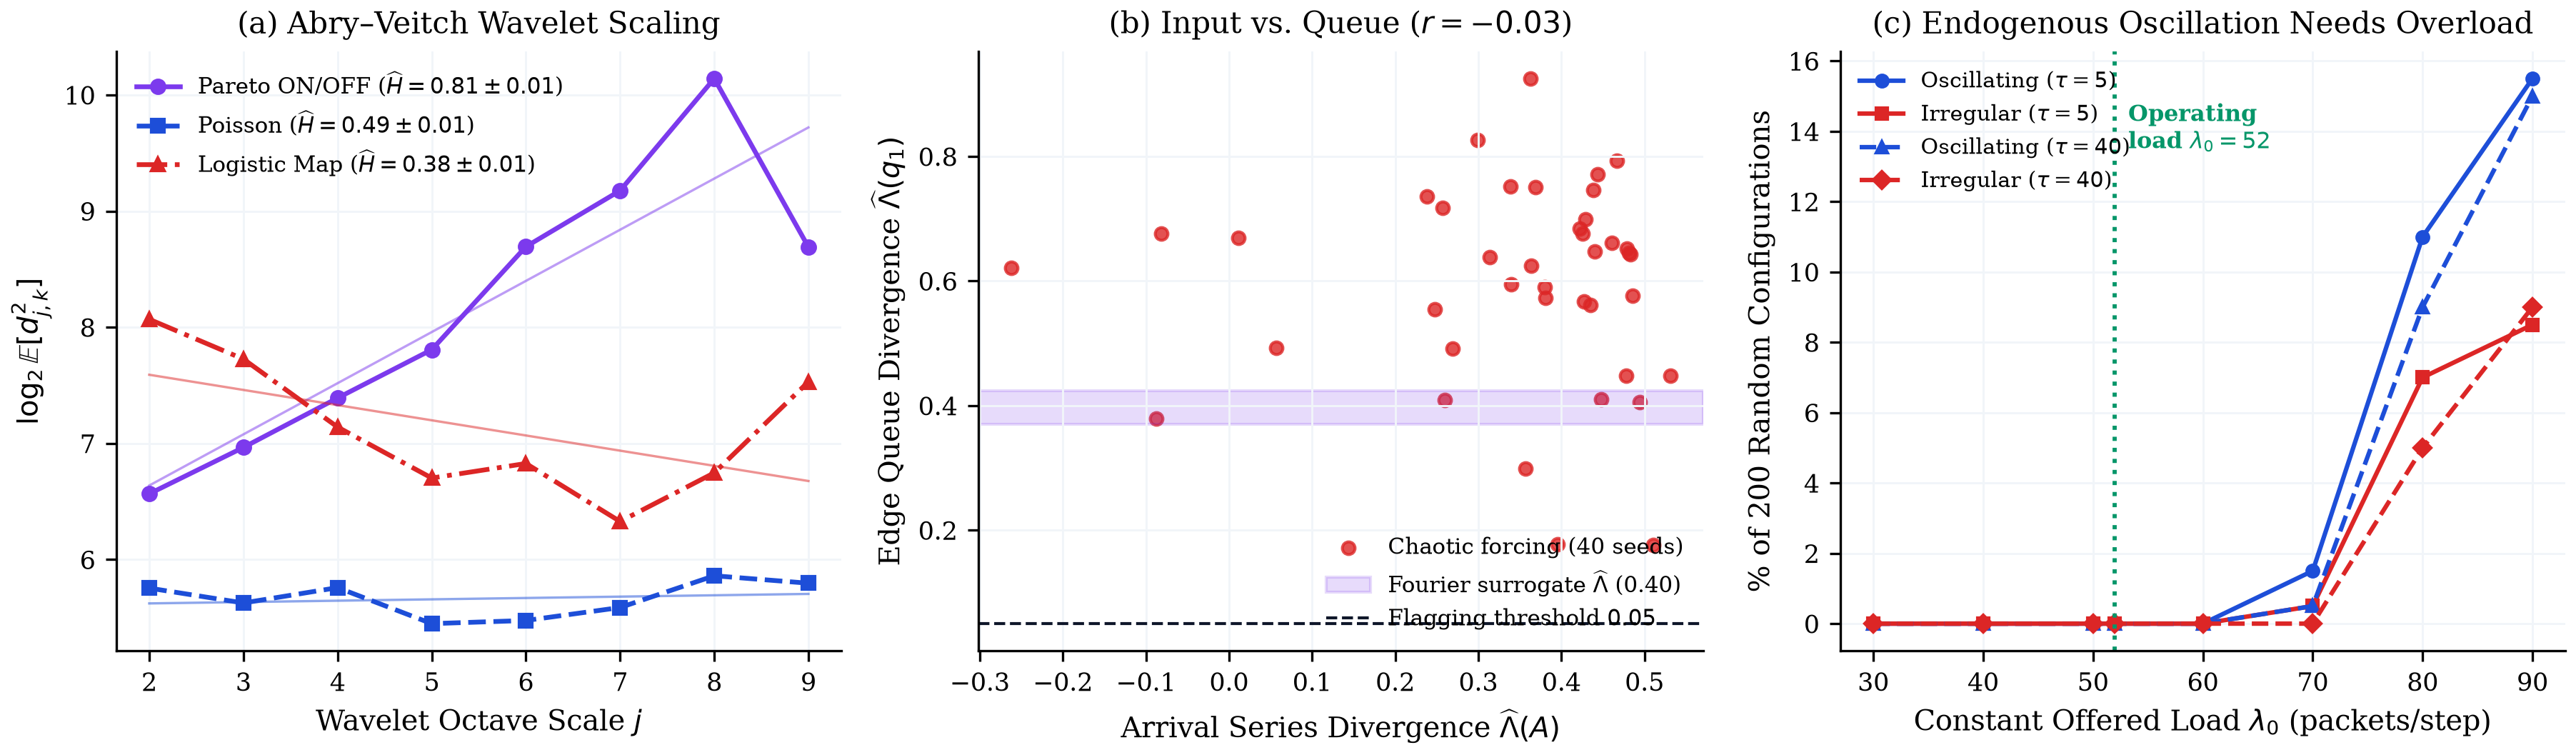 (a) Abry–Veitch Wavelet Scaling
Pareto ON/OFF (Ĥ = 0.81 ± 0.01)
Poisson (Ĥ = 0.49 ± 0.01)
Logistic Map (Ĥ = 0.38 ± 0.01)
log₂ 𝔼[d²_{j,k}]
10
9
8
7
6
2 3 4 5 6 7 8 9
Wavelet Octave Scale j
(b) Input vs. Queue (r = −0.03)
Edge Queue Divergence Λ̂(q₁)
0.8
0.6
0.4
0.2
Chaotic forcing (40 seeds)
Fourier surrogate Λ̂ (0.40)
Flagging threshold 0.05
−0.3 −0.2 −0.1 0.0 0.1 0.2 0.3 0.4 0.5
Arrival Series Divergence Λ̂(A)
(c) Endogenous Oscillation Needs Overload
Oscillating (τ = 5)
Irregular (τ = 5)
Oscillating (τ = 40)
Irregular (τ = 40)
Operating
load λ₀ = 52
% of 200 Random Configurations
16
14
12
10
8
6
4
2
0
30 40 50 60 70 80 90
Constant Offered Load λ₀ (packets/step)